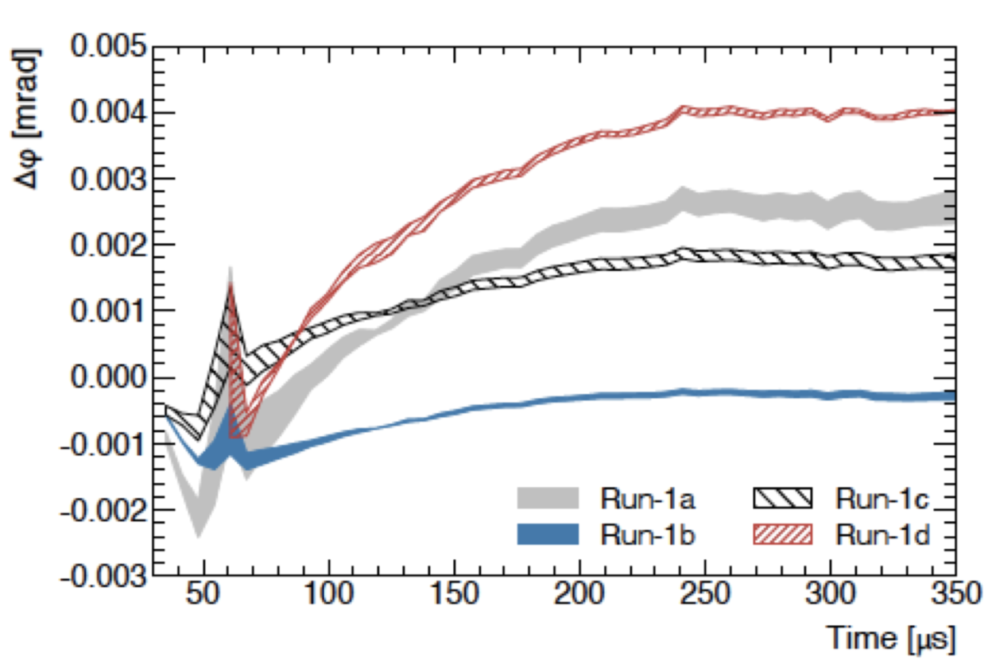 Δφ [mrad]
0.005
0.004
0.003
0.002
0.001
0.000
-0.001
-0.002
-0.003
Run-1a
Run-1c
Run-1b
Run-1d
50 100 150 200 250 300 350
Time [μs]